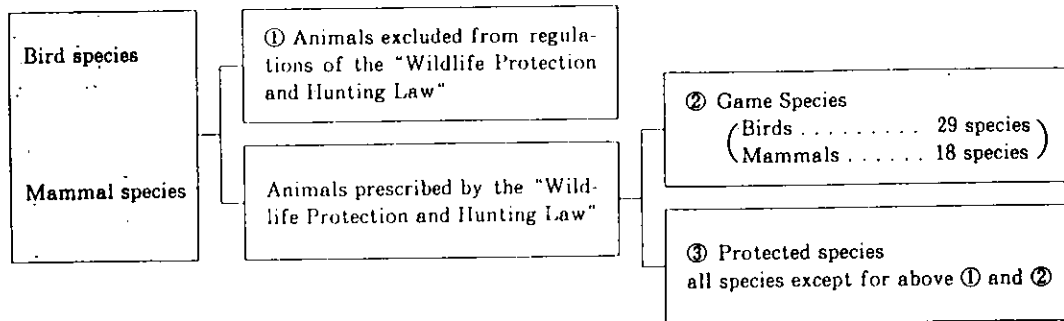 Bird species
Mammal species
① Animals excluded from regula-
tions of the "Wildlife Protection
and Hunting Law"
Animals prescribed by the "Wild-
life Protection and Hunting Law"
② Game Species
(Birds ......... 29 species
Mammals ...... 18 species)
③ Protected species
all species except for above ① and ②